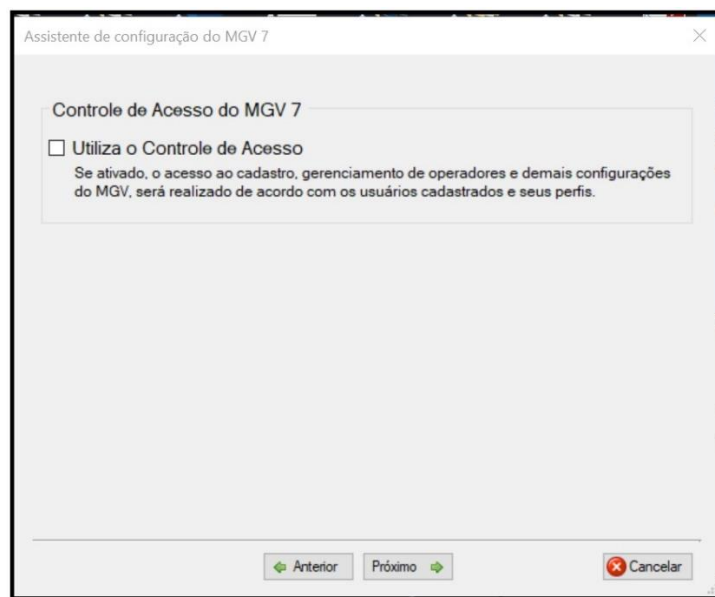 Assistente de configuração do MGV 7
Controle de Acesso do MGV 7
Utiliza o Controle de Acesso
Se ativado, o acesso ao cadastro, gerenciamento de operadores e demais configurações
do MGV, será realizado de acordo com os usuários cadastrados e seus perfis.
Anterior
Próximo
Cancelar